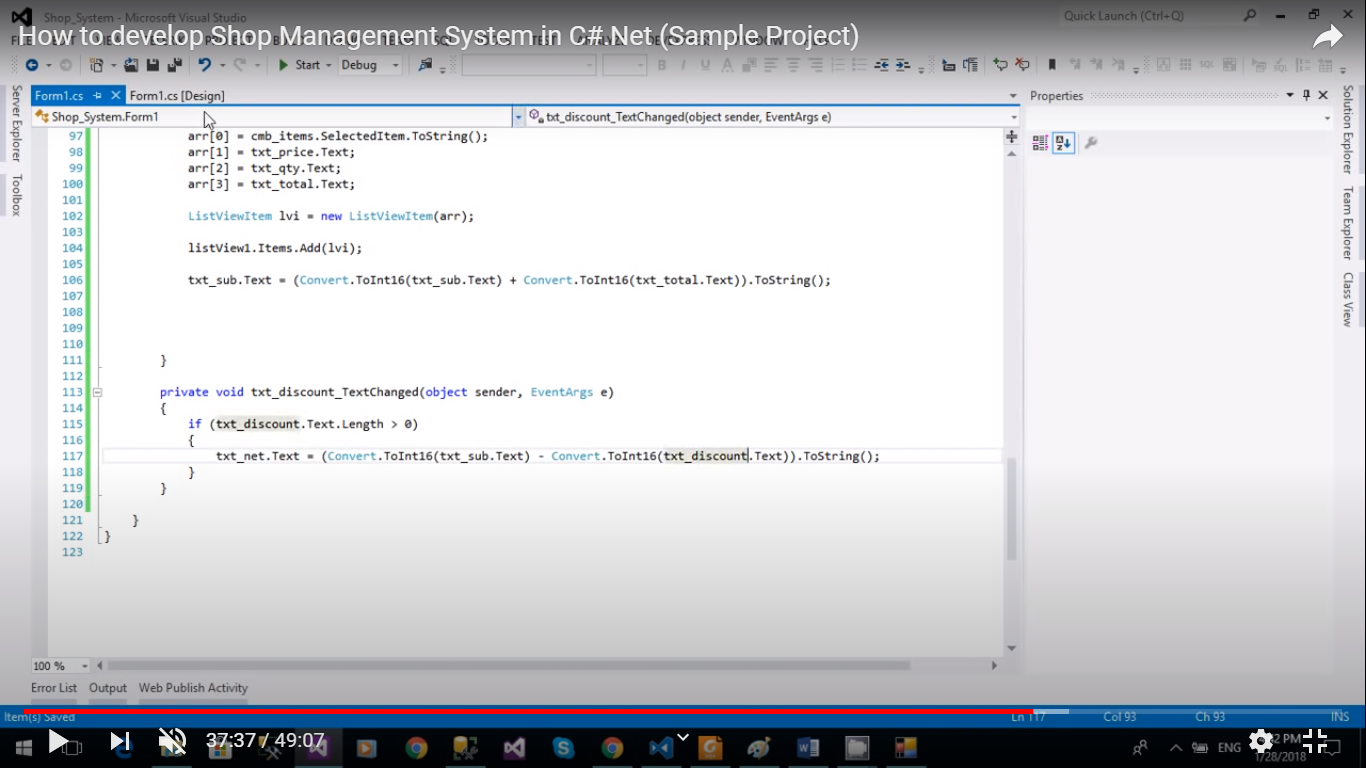 Shop_System - Microsoft Visual Studio
Quick Launch (Ctrl+Q)
How to develop Shop Management System in C#.Net (Sample Project)
Start
Debug
Form1.cs
Form1.cs [Design]
Properties
Shop_System.Form1
txt_discount_TextChanged(object sender, EventArgs e)
Server Explorer
Toolbox
Solution Explorer
Team Explorer
Class View
97 arr[0] = cmb_items.SelectedItem.ToString();
98 arr[1] = txt_price.Text;
99 arr[2] = txt_qty.Text;
100 arr[3] = txt_total.Text;
101
102 ListViewItem lvi = new ListViewItem(arr);
103
104 listView1.Items.Add(lvi);
105
106 txt_sub.Text = (Convert.ToInt16(txt_sub.Text) + Convert.ToInt16(txt_total.Text)).ToString();
107
108
109
110
111 }
112
113 private void txt_discount_TextChanged(object sender, EventArgs e)
114 {
115 if (txt_discount.Text.Length > 0)
116 {
117 txt_net.Text = (Convert.ToInt16(txt_sub.Text) - Convert.ToInt16(txt_discount.Text)).ToString();
118 }
119 }
120
121 }
122 }
123
100 %
Error List
Output
Web Publish Activity
Item(s) Saved
Ln 117
Col 93
Ch 93
INS
37:37 / 49:07
ENG
PM
1/28/2018